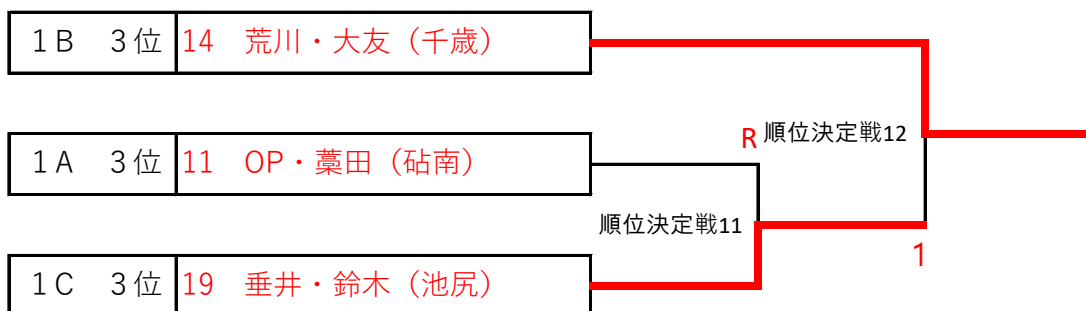 1B 3位 14 荒川・大友（千歳）
R 順位決定戦12
1A 3位 11 OP・藁田（砧南）
順位決定戦11
1
1C 3位 19 垂井・鈴木（池尻）